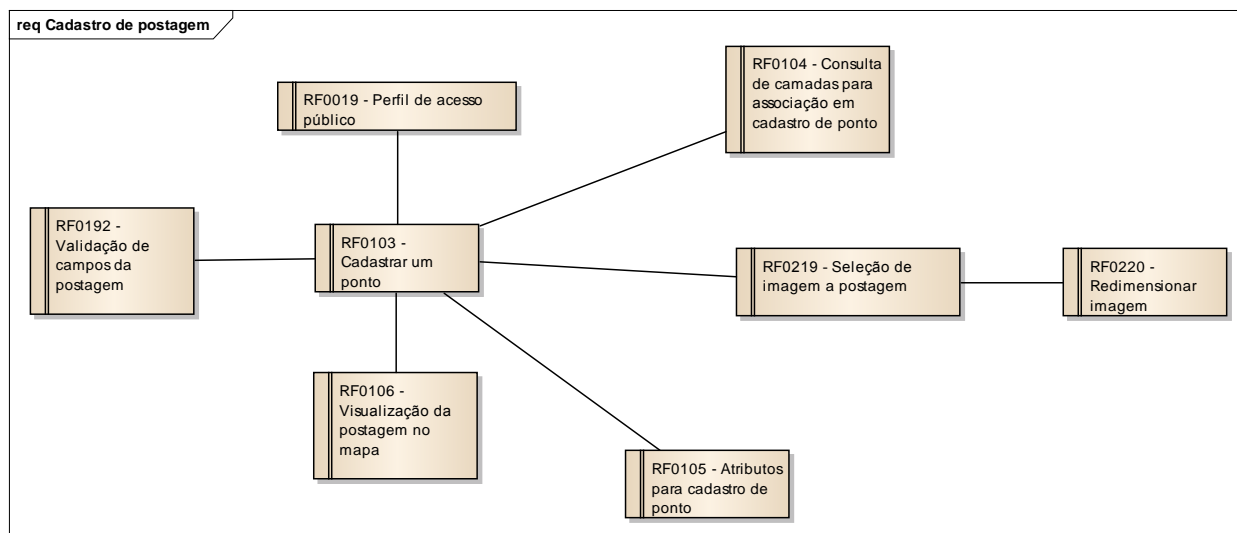 req Cadastro de postagem
RF0104 - Consulta
de camadas para
associação em
cadastro de ponto
RF0019 - Perfil de acesso
público
RF0192 -
Validação de
campos da
postagem
RF0103 -
Cadastrar um
ponto
RF0219 - Seleção de
imagem a postagem
RF0220 -
Redimensionar
imagem
RF0106 -
Visualização da
postagem no
mapa
RF0105 - Atributos
para cadastro de
ponto